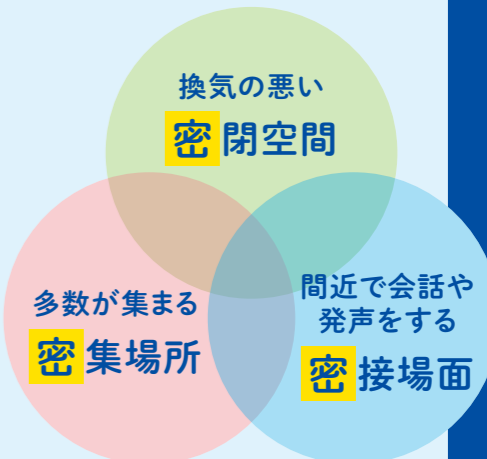 換気の悪い
密閉空間
多数が集まる
密集場所
間近で会話や
発声をする
密接場面